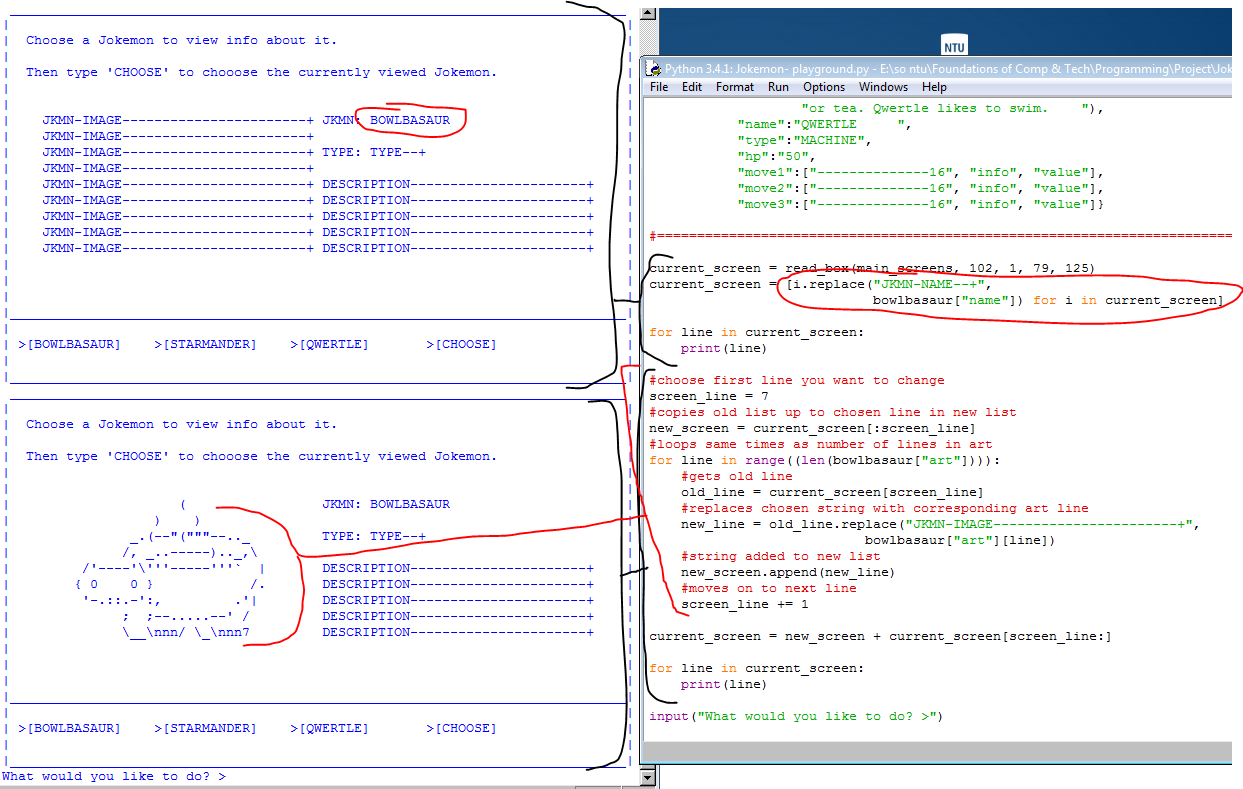 Choose a Jokemon to view info about it.
Then type 'CHOOSE' to chooose the currently viewed Jokemon.
JKMN-IMAGE-----------------------+ JKMN: BOWLBASAUR
JKMN-IMAGE-----------------------+
JKMN-IMAGE-----------------------+ TYPE: TYPE--+
JKMN-IMAGE-----------------------+
JKMN-IMAGE-----------------------+ DESCRIPTION----------------------+
JKMN-IMAGE-----------------------+ DESCRIPTION----------------------+
JKMN-IMAGE-----------------------+ DESCRIPTION----------------------+
JKMN-IMAGE-----------------------+ DESCRIPTION----------------------+
JKMN-IMAGE-----------------------+ DESCRIPTION----------------------+
>[BOWLBASAUR] >[STARMANDER] >[QWERTLE] >[CHOOSE]
Choose a Jokemon to view info about it.
Then type 'CHOOSE' to chooose the currently viewed Jokemon.
( JKMN: BOWLBASAUR
) )
_.(--"("""--.._ TYPE: TYPE--+
/, _..-----).._,\
/'----'\'''-----'''` | DESCRIPTION----------------------+
{ 0 0 } /. DESCRIPTION----------------------+
'-.::.-':, .'| DESCRIPTION----------------------+
; ;--.....--' / DESCRIPTION----------------------+
\__\nnn/ \_\nnn7 DESCRIPTION----------------------+
>[BOWLBASAUR] >[STARMANDER] >[QWERTLE] >[CHOOSE]
What would you like to do? >
NTU
Python 3.4.1: Jokemon- playground.py - E:\so ntu\Foundations of Comp & Tech\Programming\Project\Jok
File Edit Format Run Options Windows Help
"or tea. Qwertle likes to swim. "),
"name":"QWERTLE ",
"type":"MACHINE",
"hp":"50",
"move1":["--------------16", "info", "value"],
"move2":["--------------16", "info", "value"],
"move3":["--------------16", "info", "value"]}
#==========================================================================
current_screen = read_box(main_screens, 102, 1, 79, 125)
current_screen = [i.replace("JKMN-NAME--+",
bowlbasaur["name"]) for i in current_screen]
for line in current_screen:
print(line)
#choose first line you want to change
screen_line = 7
#copies old list up to chosen line in new list
new_screen = current_screen[:screen_line]
#loops same times as number of lines in art
for line in range((len(bowlbasaur["art"]))):
#gets old line
old_line = current_screen[screen_line]
#replaces chosen string with corresponding art line
new_line = old_line.replace("JKMN-IMAGE-----------------------+",
bowlbasaur["art"][line])
#string added to new list
new_screen.append(new_line)
#moves on to next line
screen_line += 1
current_screen = new_screen + current_screen[screen_line:]
for line in current_screen:
print(line)
input("What would you like to do? >")